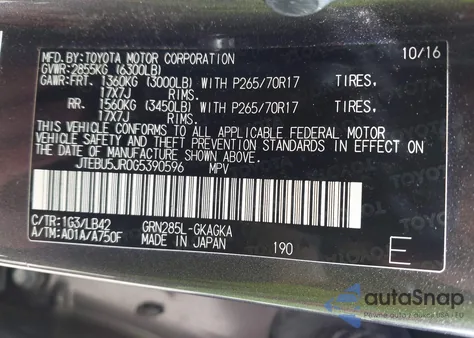 MFD.BY: TOYOTA MOTOR CORPORATION 10/16
GVWR: 2855KG (6300LB)
GAWR: FRT. 1360KG (3000LB) WITH P265/70R17 TIRES,
17X7J RIMS.
RR. 1560KG (3450LB) WITH P265/70R17 TIRES,
17X7J RIMS.
THIS VEHICLE CONFORMS TO ALL APPLICABLE FEDERAL MOTOR
VEHICLE SAFETY AND THEFT PREVENTION STANDARDS IN EFFECT ON
THE DATE OF MANUFACTURE SHOWN ABOVE.
JTEBU5JR0G5390596 MPV
C/TR: 1G3/LB42 GRN285L-GKAGKA
A/TM: A01A/A750F MADE IN JAPAN 190 E
autoSnap